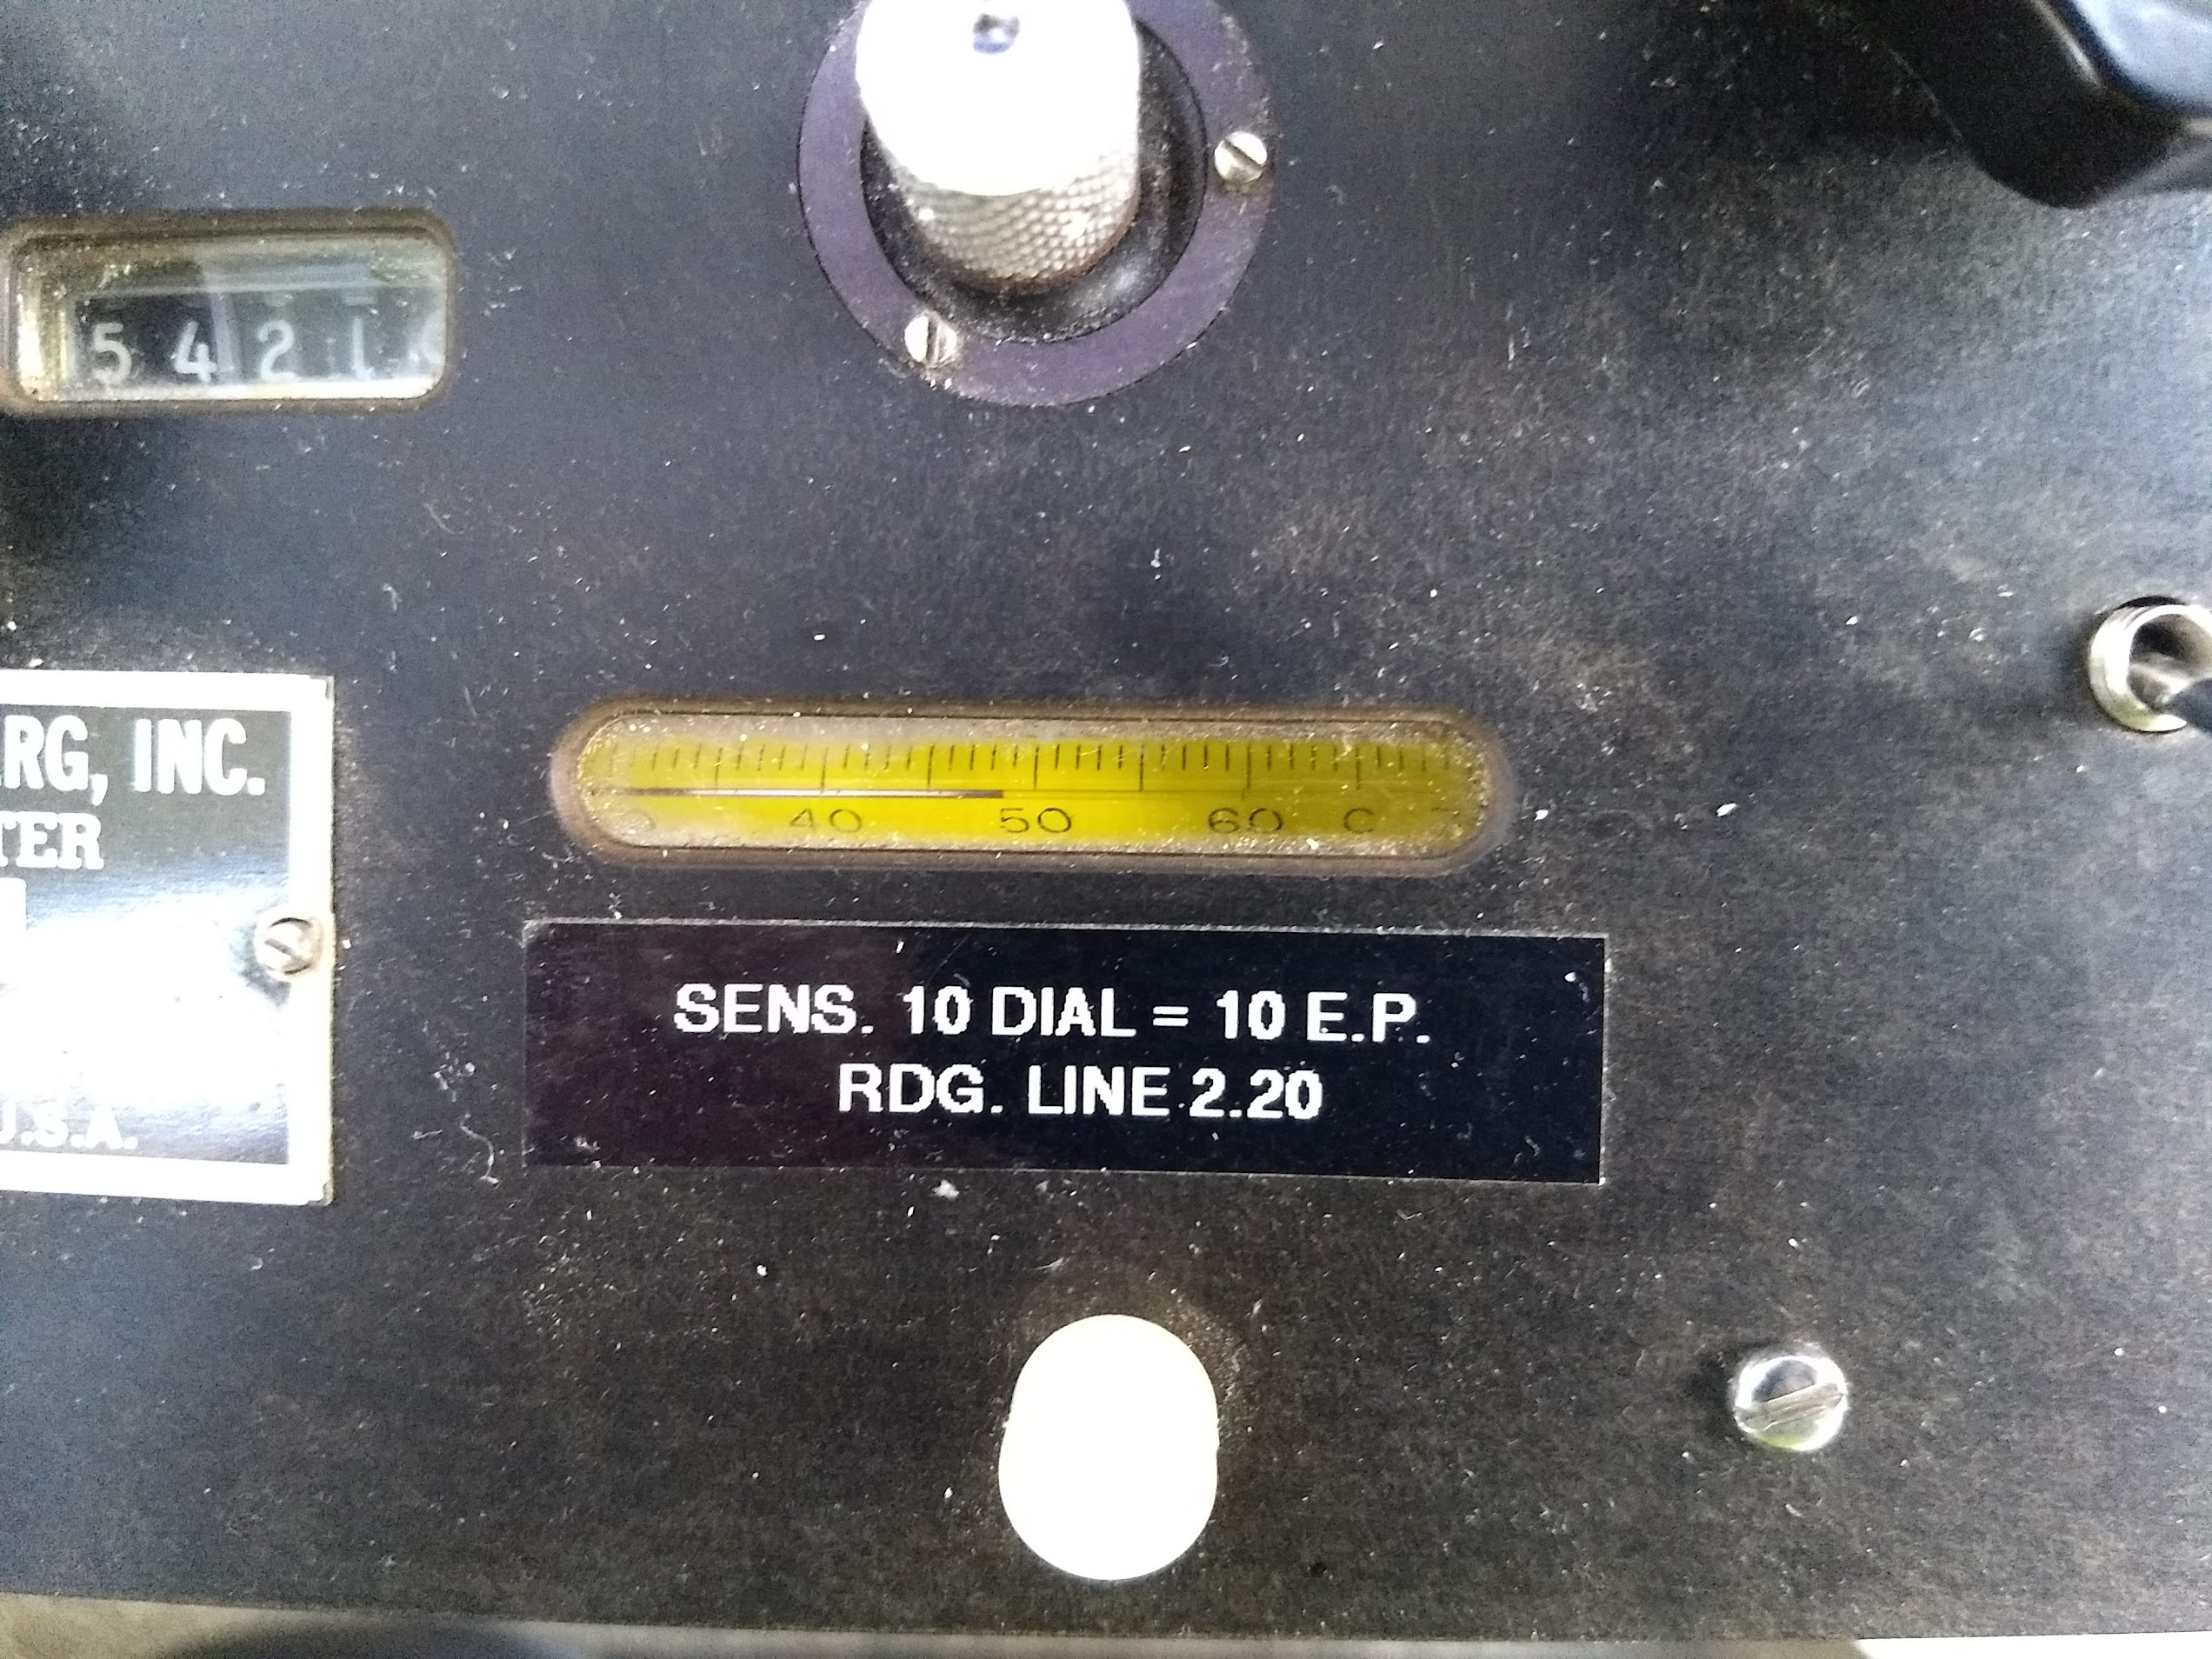 5 4 2 1
RG, INC.
TER
40 50 60 C
SENS. 10 DIAL = 10 E.P.
RDG. LINE 2.20
U.S.A.